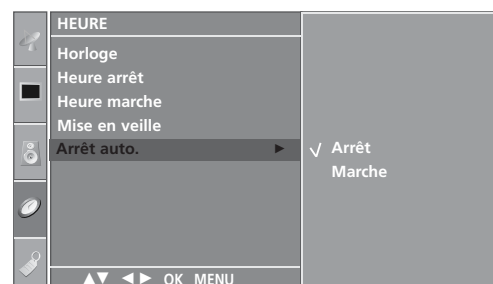 HEURE
Horloge
Heure arrêt
Heure marche
Mise en veille
Arrêt auto. ► √ Arrêt
Marche
▲▼ ◄► OK MENU